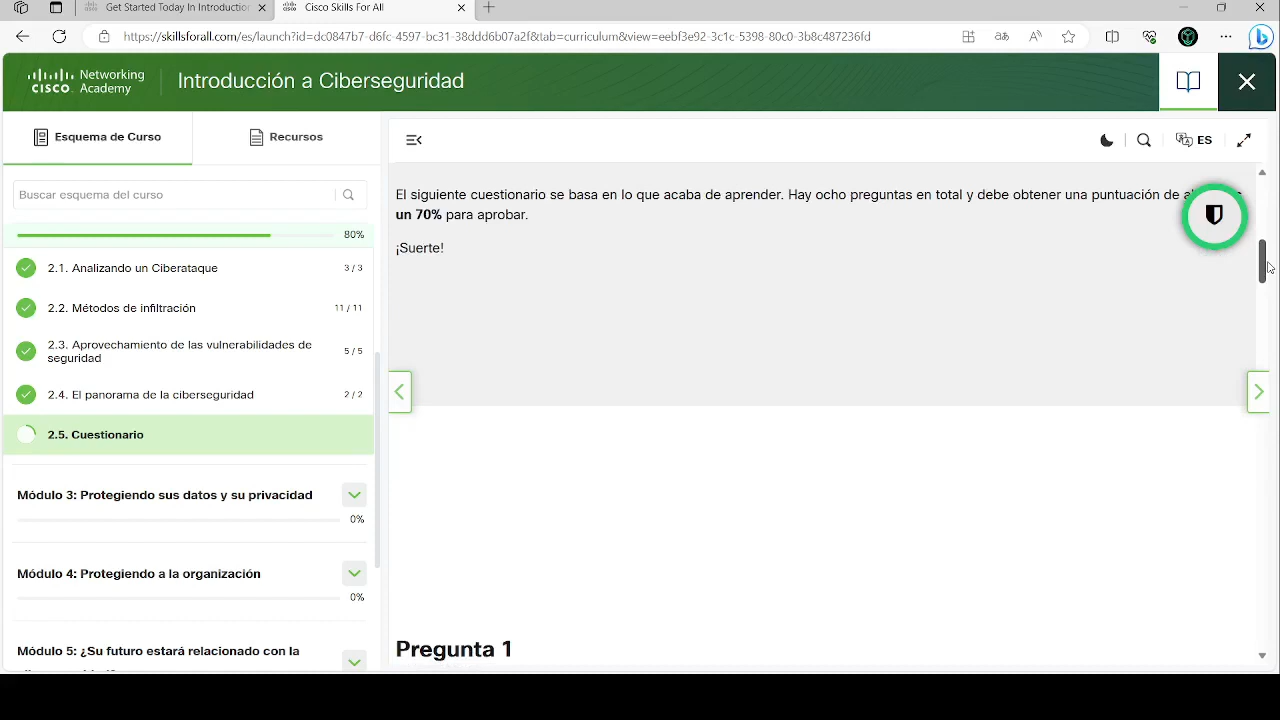 Get Started Today In Introduction
Cisco Skills For All
https://skillsforall.com/es/launch?id=dc0847b7-d6fc-4597-bc31-38ddd6b07a2f&tab=curriculum&view=eebf3e92-3c1c-5398-80c0-3b8c487236fd
Networking
CISCO Academy
Introducción a Ciberseguridad
Esquema de Curso
Recursos
ES
Buscar esquema del curso
80%
2.1. Analizando un Ciberataque
3 / 3
2.2. Métodos de infiltración
11 / 11
2.3. Aprovechamiento de las vulnerabilidades de
seguridad
5 / 5
2.4. El panorama de la ciberseguridad
2 / 2
2.5. Cuestionario
Módulo 3: Protegiendo sus datos y su privacidad
0%
Módulo 4: Protegiendo a la organización
0%
Módulo 5: ¿Su futuro estará relacionado con la
El siguiente cuestionario se basa en lo que acaba de aprender. Hay ocho preguntas en total y debe obtener una puntuación de
un 70% para aprobar.
¡Suerte!
Pregunta 1